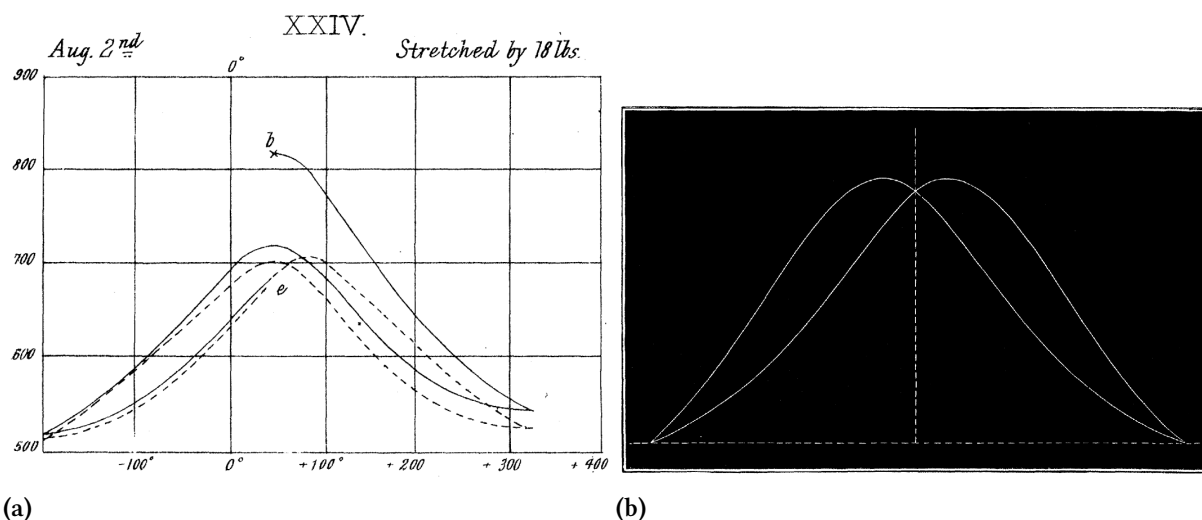 XXIV.
Aug. 2nd
Stretched by 18 lbs.
0°
900
800
700
600
500
b
e
-100° 0° +100° +200 +300 +400
(a)
(b)